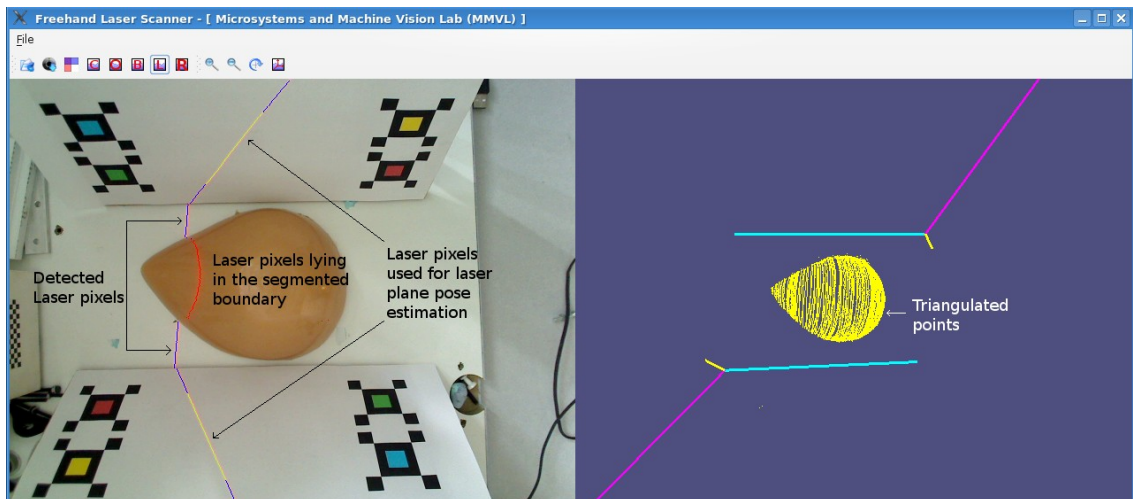 Freehand Laser Scanner - [ Microsystems and Machine Vision Lab (MMVL) ]
File
C O B L R
Detected
Laser pixels
Laser pixels lying
in the segmented
boundary
Laser pixels
used for laser
plane pose
estimation
Triangulated
points